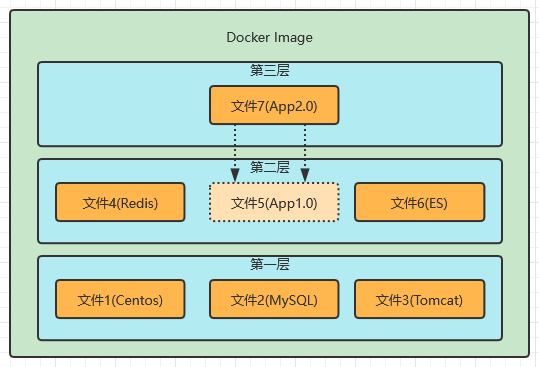 Docker Image
第三层
文件7(App2.0)
第二层
文件4(Redis)
文件5(App1.0)
文件6(ES)
第一层
文件1(Centos)
文件2(MySQL)
文件3(Tomcat)